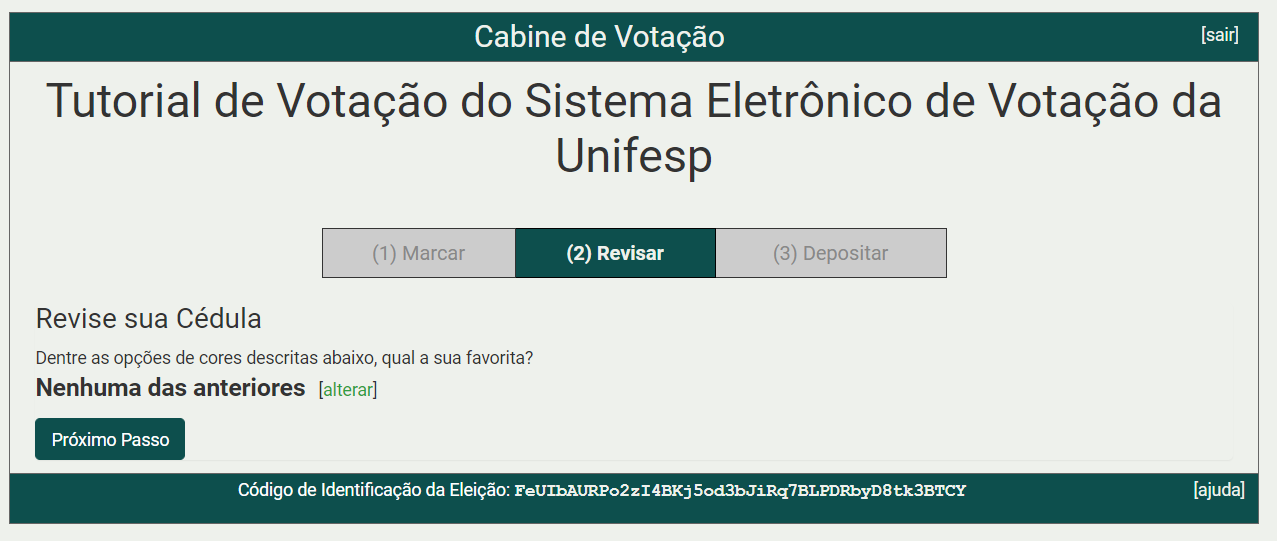 Cabine de Votação
[sair]
Tutorial de Votação do Sistema Eletrônico de Votação da
Unifesp
(1) Marcar
(2) Revisar
(3) Depositar
Revise sua Cédula
Dentre as opções de cores descritas abaixo, qual a sua favorita?
Nenhuma das anteriores [alterar]
Próximo Passo
Código de Identificação da Eleição: FeUIbAURPo2zI4BKj5od3bJiRq7BLPDRbyD8tk3BTCY
[ajuda]